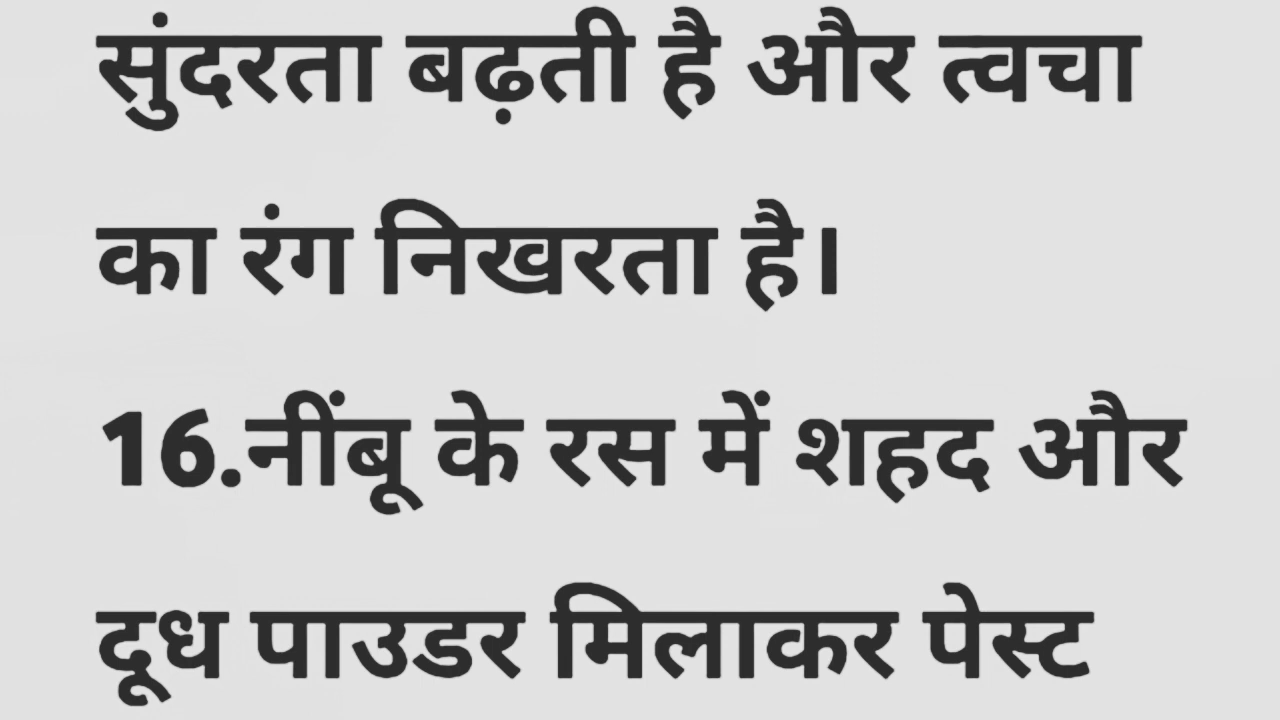 सुंदरता बढ़ती है और त्वचा
का रंग निखरता है।
16.नींबू के रस में शहद और
दूध पाउडर मिलाकर पेस्ट